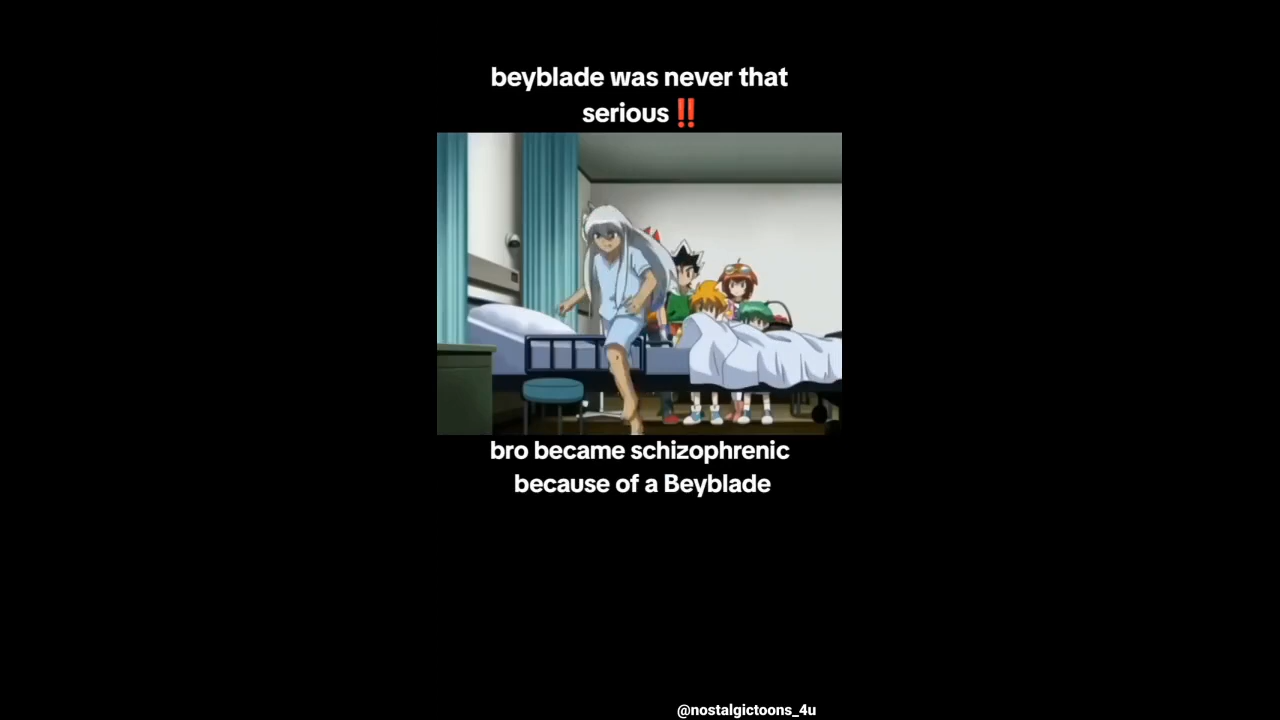 beyblade was never that
serious ‼️
bro became schizophrenic
because of a Beyblade
@nostalgictoons_4u